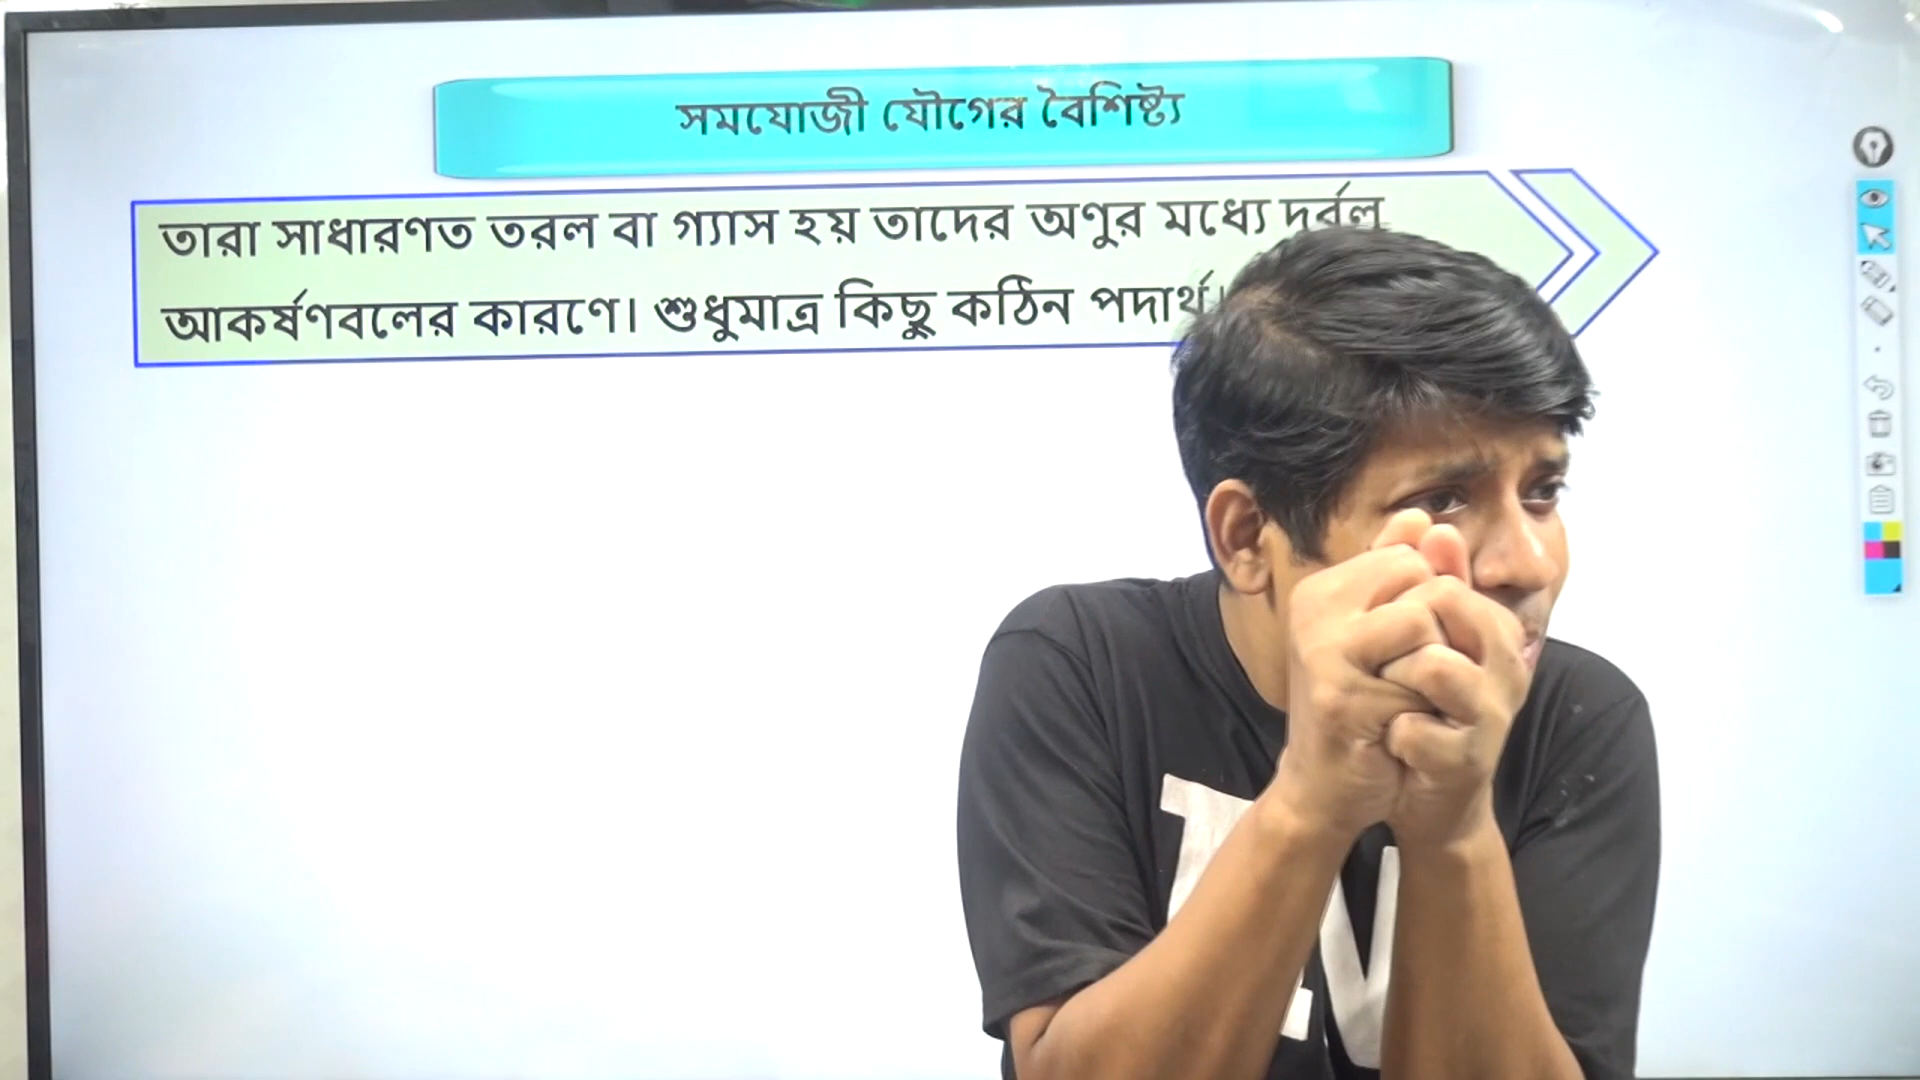 সমযোজী যৌগের বৈশিষ্ট্য
তারা সাধারণত তরল বা গ্যাস হয় তাদের অণুর মধ্যে দুর্বল
আকর্ষণবলের কারণে। শুধুমাত্র কিছু কঠিন পদার্থ।